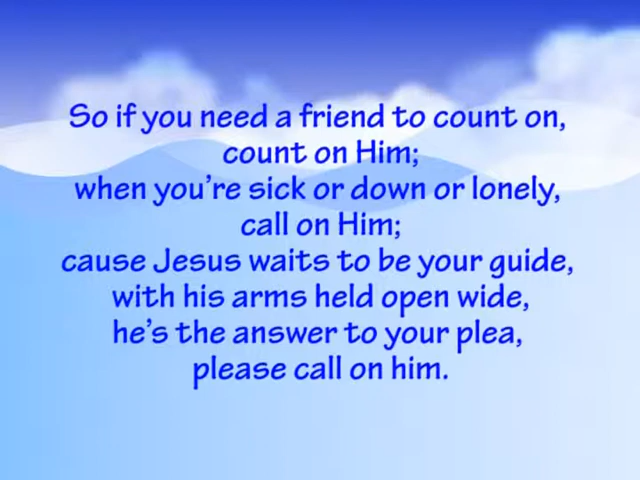 So if you need a friend to count on,
count on Him;
when you're sick or down or lonely,
call on Him;
cause Jesus waits to be your guide,
with his arms held open wide,
he's the answer to your plea,
please call on him.